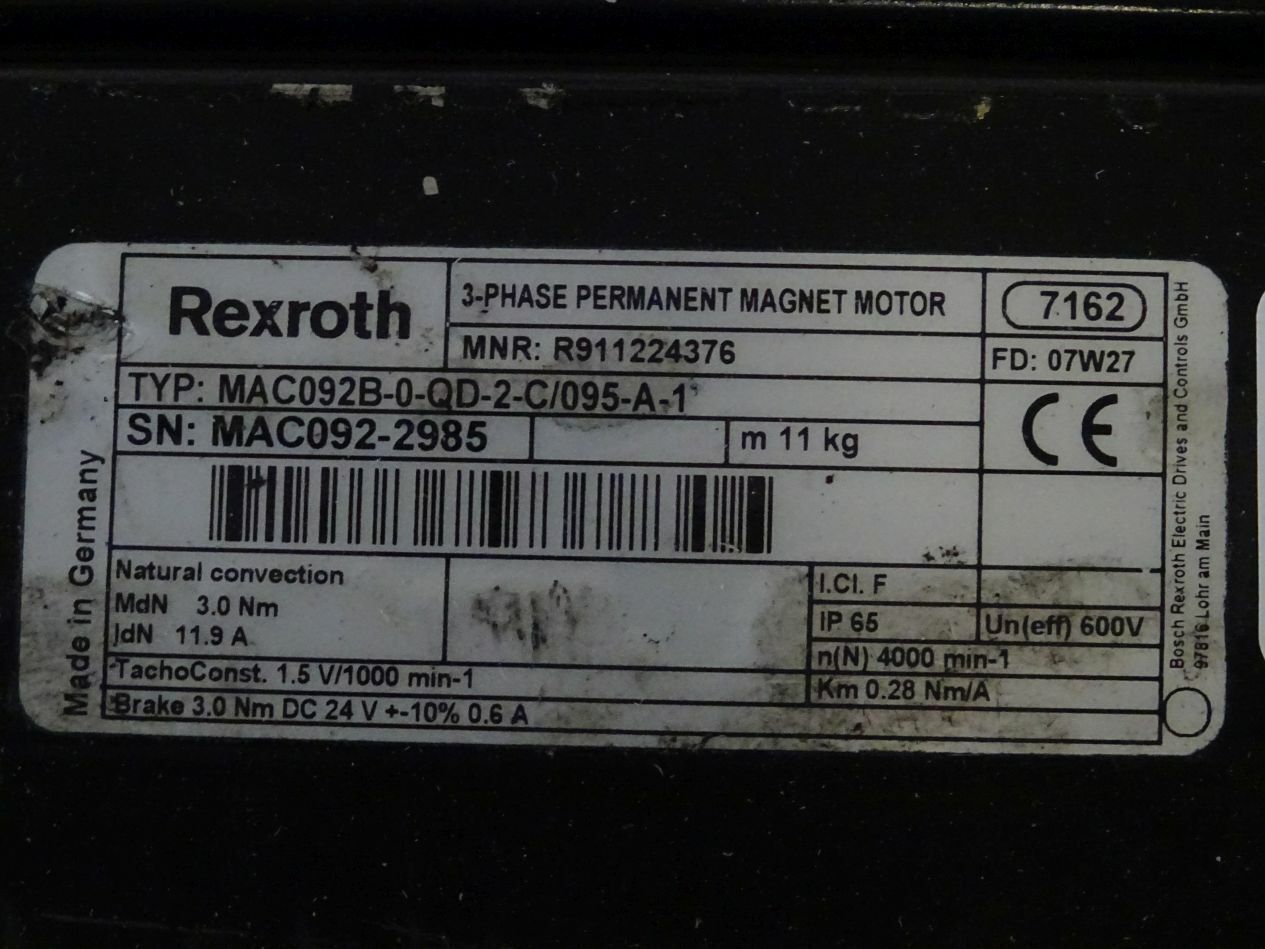 Rexroth
3-PHASE PERMANENT MAGNET MOTOR
7162
MNR: R911224376
FD: 07W27
TYP: MAC092B-0-QD-2-C/095-A-1
SN: MAC092-2985
m 11 kg
CE
Natural convection
MdN 3.0 Nm
IdN 11.9 A
I.Cl. F
IP 65
Un(eff) 600V
n(N) 4000 min-1
TachoConst. 1.5 V/1000 min-1
Km 0.28 Nm/A
Brake 3.0 Nm DC 24 V +-10% 0.6 A
Made in Germany
Bosch Rexroth Electric Drives and Controls GmbH
97816 Lohr am Main